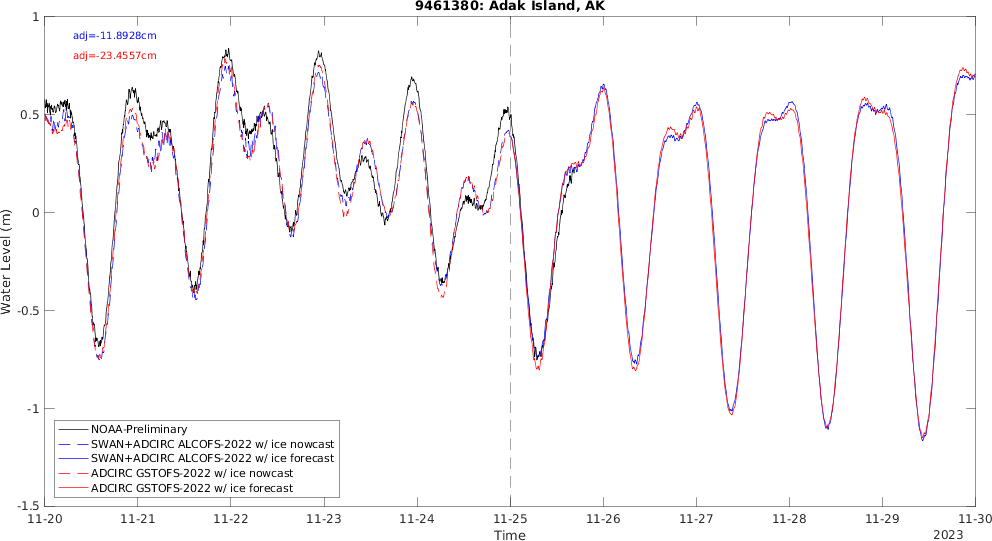 9461380: Adak Island, AK
adj=-11.8928cm
adj=-23.4557cm
1
0.5
0
-0.5
-1
-1.5
Water Level (m)
NOAA-Preliminary
SWAN+ADCIRC ALCOFS-2022 w/ ice nowcast
SWAN+ADCIRC ALCOFS-2022 w/ ice forecast
ADCIRC GSTOFS-2022 w/ ice nowcast
ADCIRC GSTOFS-2022 w/ ice forecast
11-20 11-21 11-22 11-23 11-24 11-25 11-26 11-27 11-28 11-29 11-30
Time
2023